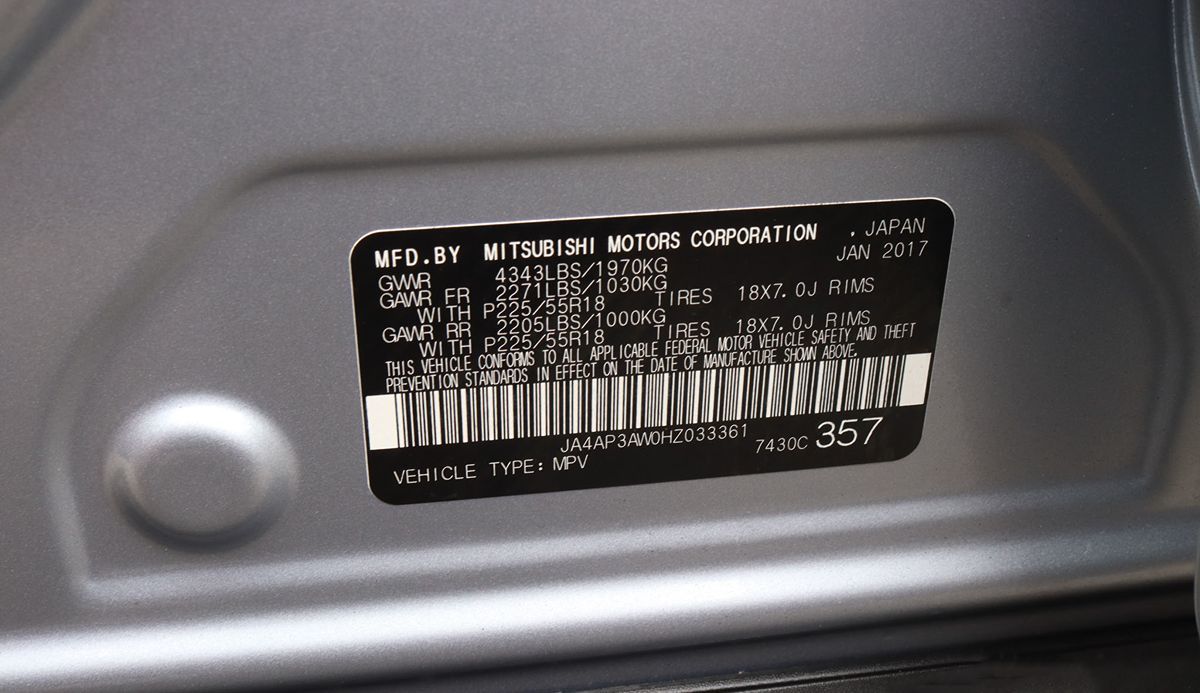 MFD.BY MITSUBISHI MOTORS CORPORATION , JAPAN
JAN 2017
GVWR 4343LBS/1970KG
GAWR FR 2271LBS/1030KG
WITH P225/55R18 TIRES 18X7.0J RIMS
GAWR RR 2205LBS/1000KG
WITH P225/55R18 TIRES 18X7.0J RIMS
THIS VEHICLE CONFORMS TO ALL APPLICABLE FEDERAL MOTOR VEHICLE SAFETY AND THEFT
PREVENTION STANDARDS IN EFFECT ON THE DATE OF MANUFACTURE SHOWN ABOVE.
JA4AP3AW0HZ033361
7430C 357
VEHICLE TYPE: MPV